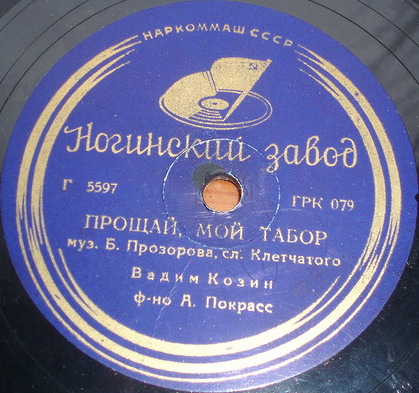 НАРКОММАШ СССР
Ногинский завод
Г 5597
ГРК 079
ПРОЩАЙ, МОЙ ТАБОР
муз. Б. Прозорова, сл. Клетчатого
Вадим Козин
ф-но А. Покрасс